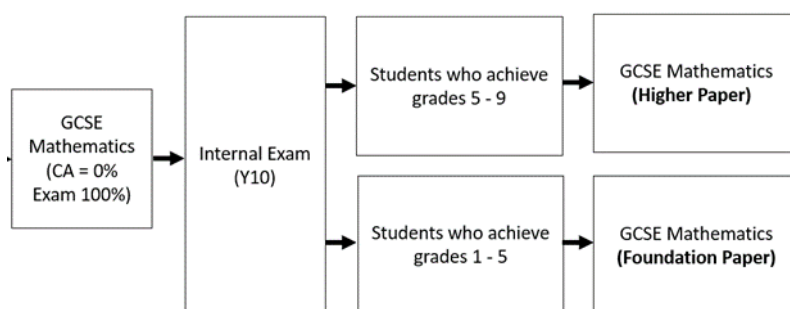 GCSE
Mathematics
(CA = 0%
Exam 100%)
Internal Exam
(Y10)
Students who achieve
grades 5 - 9
GCSE Mathematics
(Higher Paper)
Students who achieve
grades 1 - 5
GCSE Mathematics
(Foundation Paper)